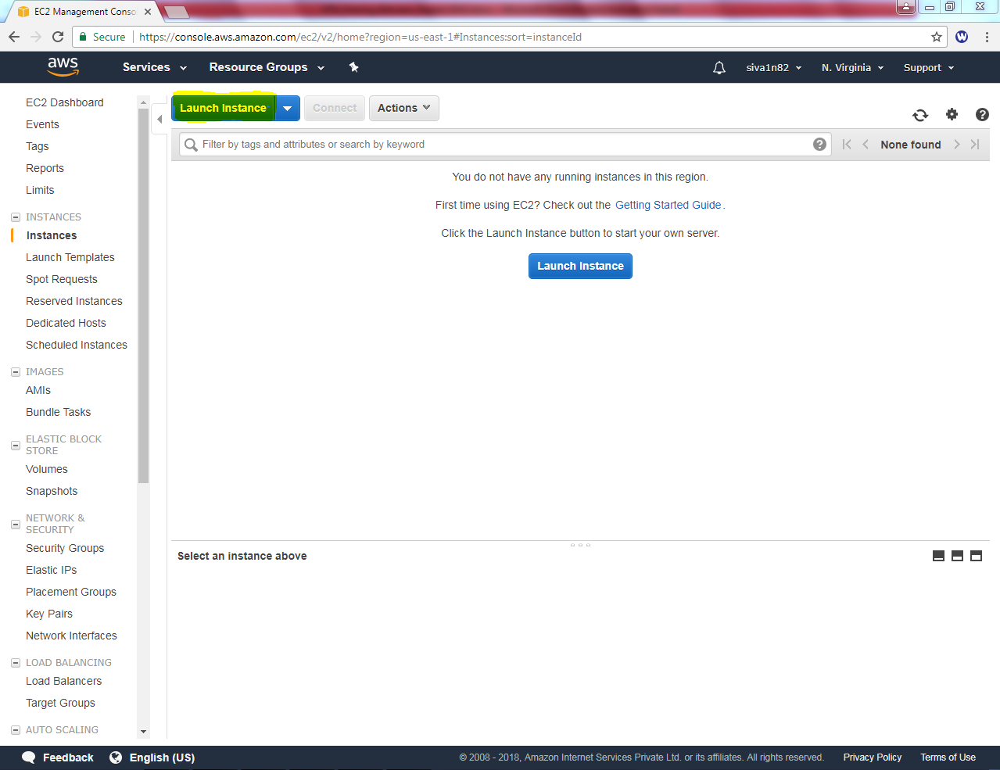 EC2 Management Conso
Secure
https://console.aws.amazon.com/ec2/v2/home?region=us-east-1#Instances:sort=instanceId
W
aws
Services
Resource Groups
siva1n82
N. Virginia
Support
EC2 Dashboard
Events
Tags
Reports
Limits
INSTANCES
Instances
Launch Templates
Spot Requests
Reserved Instances
Dedicated Hosts
Scheduled Instances
IMAGES
AMIs
Bundle Tasks
ELASTIC BLOCK
STORE
Volumes
Snapshots
NETWORK &
SECURITY
Security Groups
Elastic IPs
Placement Groups
Key Pairs
Network Interfaces
LOAD BALANCING
Load Balancers
Target Groups
AUTO SCALING
Launch Instance
Connect
Actions
Filter by tags and attributes or search by keyword
None found
You do not have any running instances in this region.
First time using EC2? Check out the Getting Started Guide.
Click the Launch Instance button to start your own server.
Launch Instance
Select an instance above
Feedback
English (US)
© 2008 - 2018, Amazon Internet Services Private Ltd. or its affiliates. All rights reserved.
Privacy Policy
Terms of Use